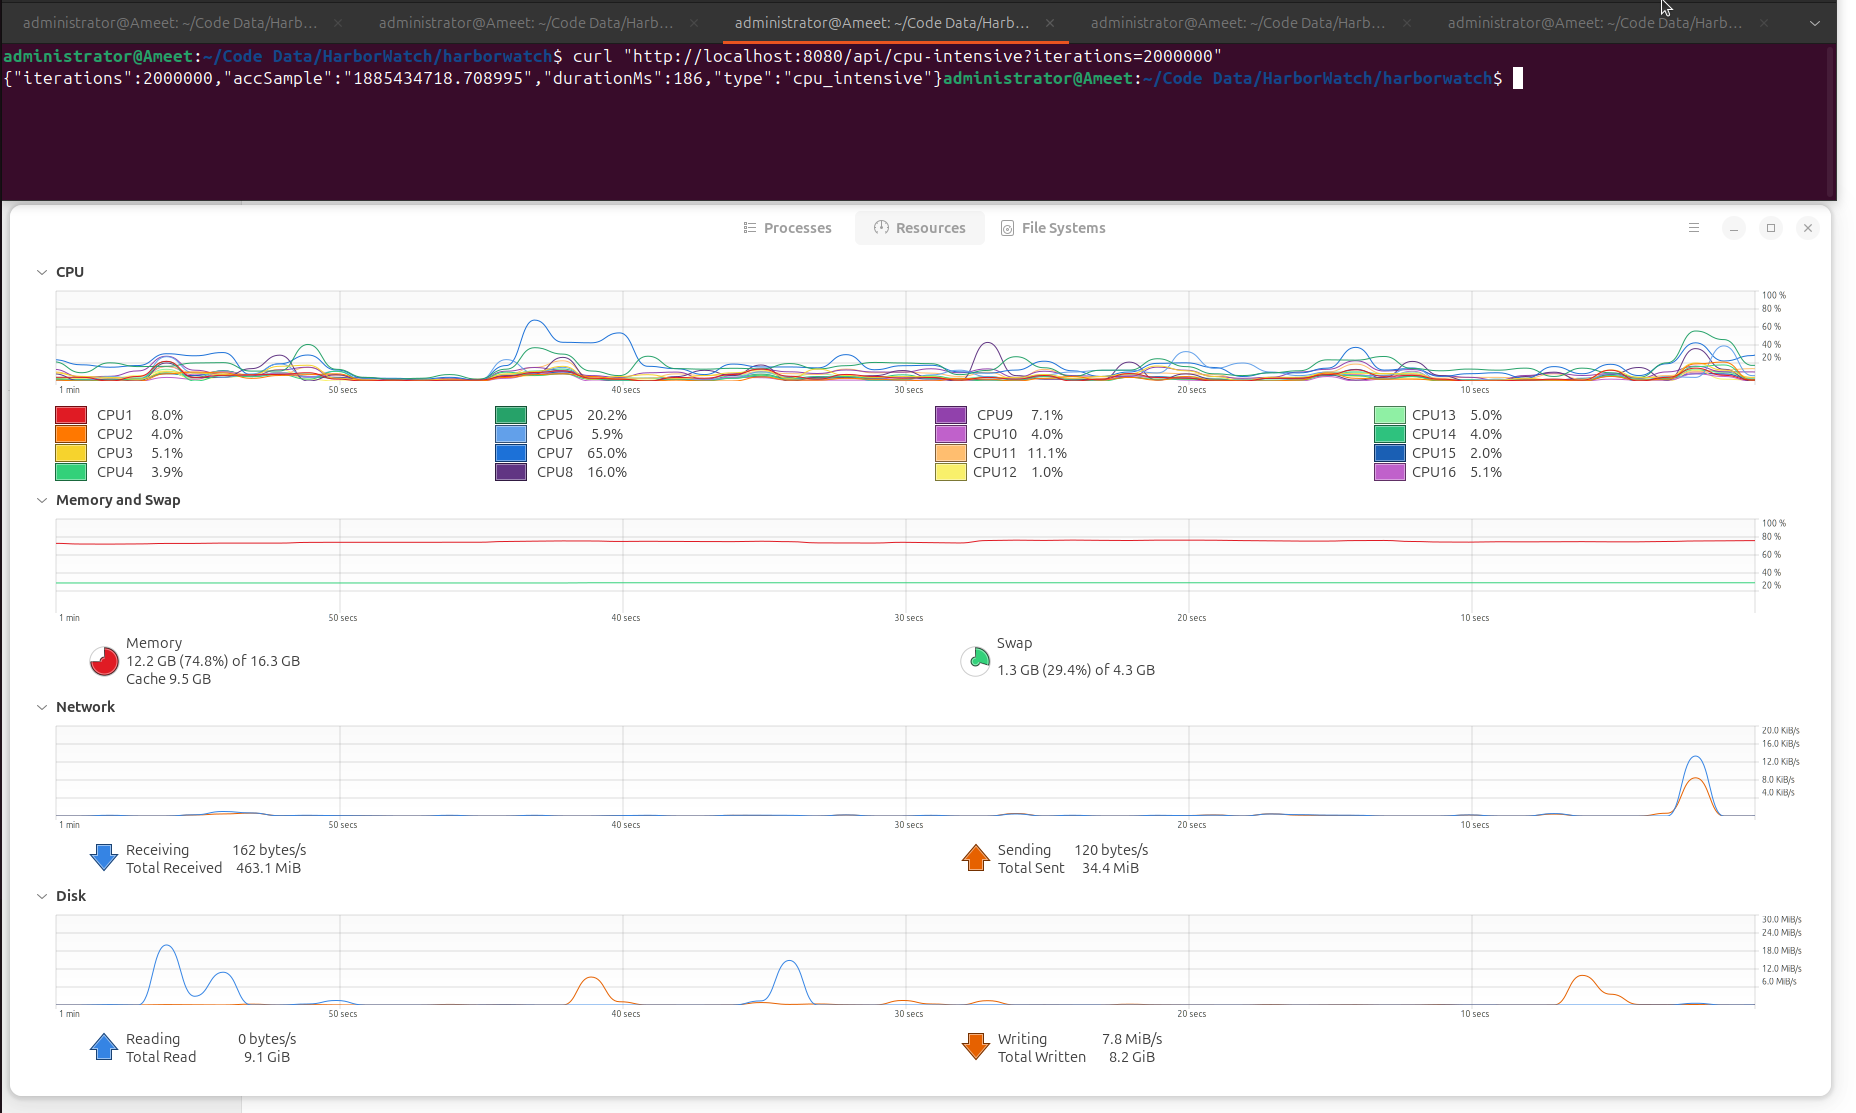 administrator@Ameet: ~/Code Data/Harb...
administrator@Ameet: ~/Code Data/Harb...
administrator@Ameet: ~/Code Data/Harb...
administrator@Ameet: ~/Code Data/Harb...
administrator@Ameet: ~/Code Data/Harb...
administrator@Ameet:~/Code Data/HarborWatch/harborwatch$ curl "http://localhost:8080/api/cpu-intensive?iterations=2000000"
{"iterations":2000000,"accSample":"1885434718.708995","durationMs":186,"type":"cpu_intensive"}administrator@Ameet:~/Code Data/HarborWatch/harborwatch$
Processes Resources File Systems
CPU
100 %
80 %
60 %
40 %
20 %
1 min 50 secs 40 secs 30 secs 20 secs 10 secs
CPU1 8.0% CPU5 20.2% CPU9 7.1% CPU13 5.0%
CPU2 4.0% CPU6 5.9% CPU10 4.0% CPU14 4.0%
CPU3 5.1% CPU7 65.0% CPU11 11.1% CPU15 2.0%
CPU4 3.9% CPU8 16.0% CPU12 1.0% CPU16 5.1%
Memory and Swap
100 %
80 %
60 %
40 %
20 %
1 min 50 secs 40 secs 30 secs 20 secs 10 secs
Memory
12.2 GB (74.8%) of 16.3 GB
Cache 9.5 GB
Swap
1.3 GB (29.4%) of 4.3 GB
Network
20.0 KiB/s
16.0 KiB/s
12.0 KiB/s
8.0 KiB/s
4.0 KiB/s
1 min 50 secs 40 secs 30 secs 20 secs 10 secs
Receiving 162 bytes/s
Total Received 463.1 MiB
Sending 120 bytes/s
Total Sent 34.4 MiB
Disk
30.0 MiB/s
24.0 MiB/s
18.0 MiB/s
12.0 MiB/s
6.0 MiB/s
1 min 50 secs 40 secs 30 secs 20 secs 10 secs
Reading 0 bytes/s
Total Read 9.1 GiB
Writing 7.8 MiB/s
Total Written 8.2 GiB